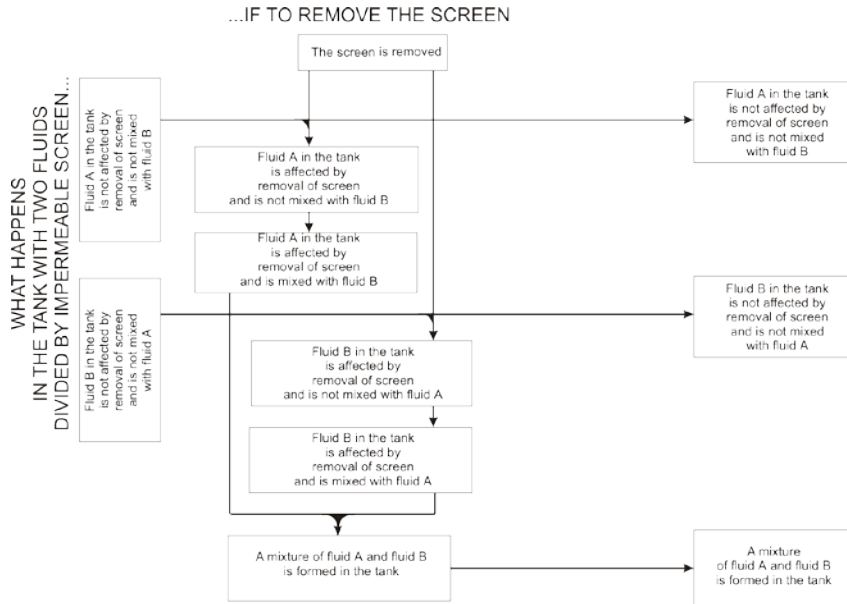 ...IF TO REMOVE THE SCREEN
WHAT HAPPENS
IN THE TANK WITH TWO FLUIDS
DIVIDED BY IMPERMEABLE SCREEN...
The screen is removed
Fluid A in the tank
is not affected by
removal of screen
and is not mixed
with fluid B
Fluid A in the tank
is not affected by
removal of screen
and is not mixed
with fluid B
Fluid A in the tank
is affected by
removal of screen
and is not mixed with fluid B
Fluid A in the tank
is affected by
removal of screen
and is mixed with fluid B
Fluid B in the tank
is not affected by
removal of screen
and is not mixed
with fluid A
Fluid B in the tank
is not affected by
removal of screen
and is not mixed
with fluid A
Fluid B in the tank
is affected by
removal of screen
and is not mixed with fluid A
Fluid B in the tank
is affected by
removal of screen
and is mixed with fluid A
A mixture of fluid A and fluid B
is formed in the tank
A mixture
of fluid A and fluid B
is formed in the tank